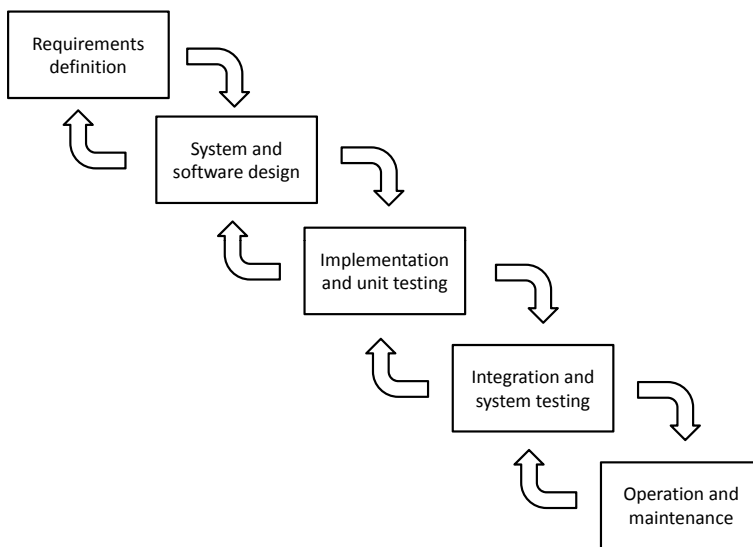 Requirements
definition
System and
software design
Implementation
and unit testing
Integration and
system testing
Operation and
maintenance